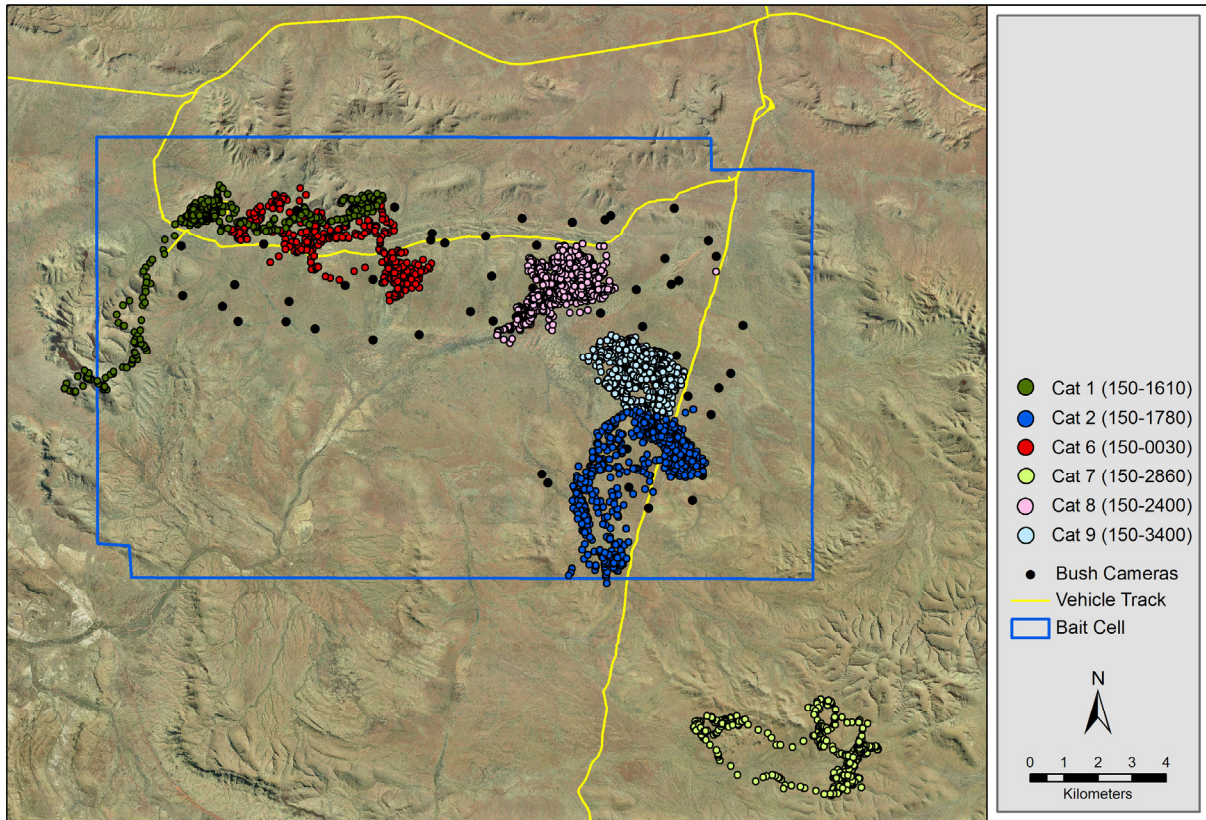 Cat 1 (150-1610)
Cat 2 (150-1780)
Cat 6 (150-0030)
Cat 7 (150-2860)
Cat 8 (150-2400)
Cat 9 (150-3400)
Bush Cameras
Vehicle Track
Bait Cell
N
0 1 2 3 4
Kilometers